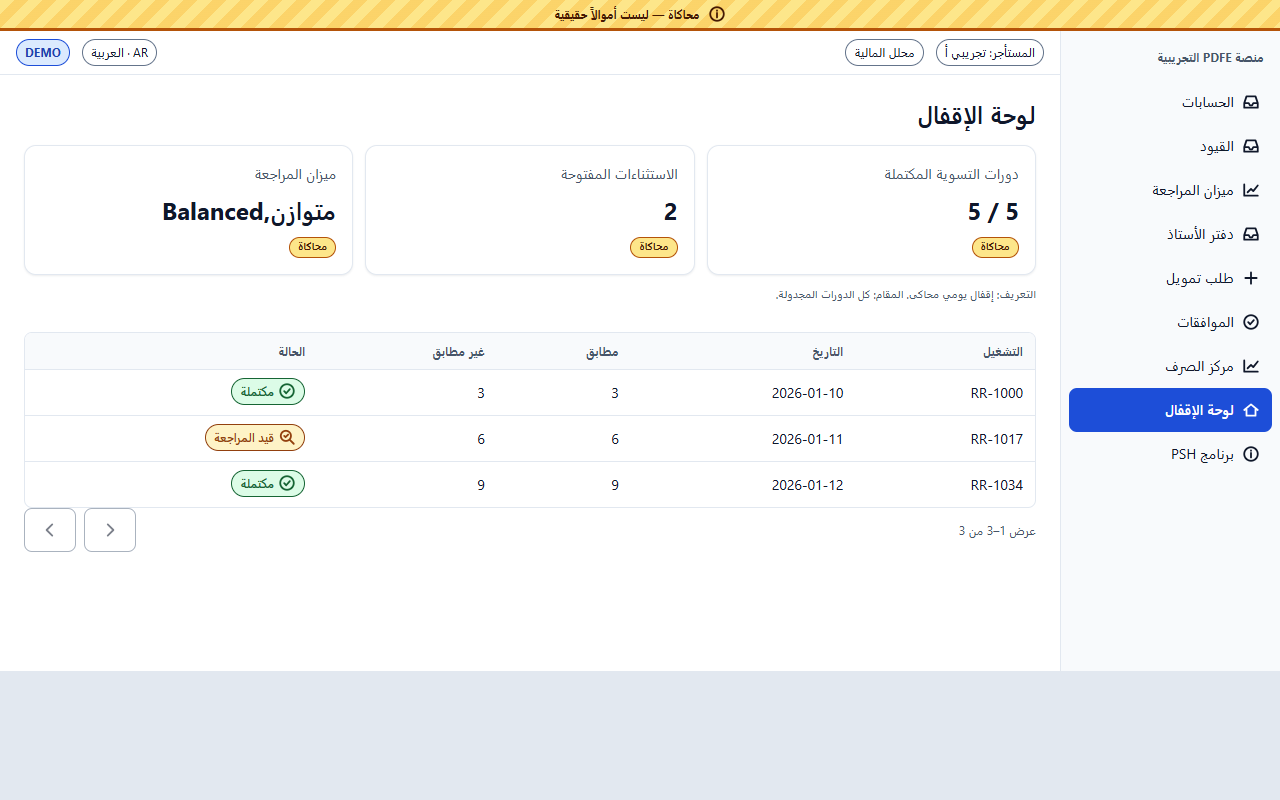 محاكاة — ليست أموالاً حقيقية
منصة PDFE التجريبية
الحسابات
القيود
ميزان المراجعة
دفتر الأستاذ
طلب تمويل
الموافقات
مركز الصرف
لوحة الإقفال
برنامج PSH
المستأجر: تجريبي أ
محلل المالية
AR · العربية
DEMO
لوحة الإقفال
دورات التسوية المكتملة
5 / 5
محاكاة
الاستثناءات المفتوحة
2
محاكاة
ميزان المراجعة
متوازن,Balanced
محاكاة
التعريف: إقفال يومي محاكى. المقام: كل الدورات المجدولة.
التشغيل التاريخ مطابق غير مطابق الحالة
RR-1000 2026-01-10 3 3 مكتملة
RR-1017 2026-01-11 6 6 قيد المراجعة
RR-1034 2026-01-12 9 9 مكتملة
عرض 1–3 من 3